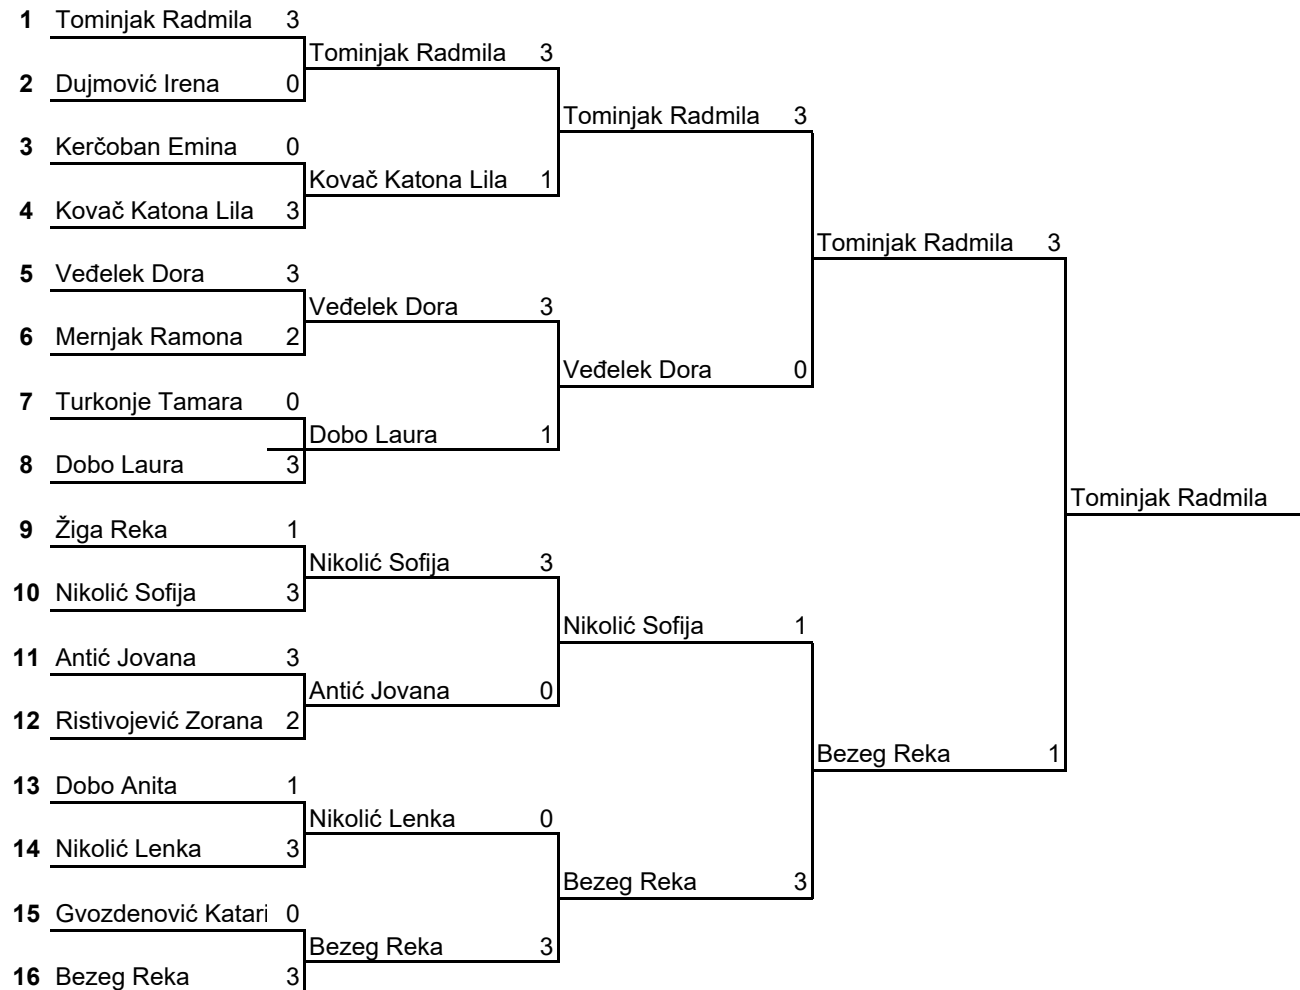 1 Tominjak Radmila 3
Tominjak Radmila 3
2 Dujmović Irena 0
Tominjak Radmila 3
3 Kerčoban Emina 0
Kovač Katona Lila 1
4 Kovač Katona Lila 3
Tominjak Radmila 3
5 Veđelek Dora 3
Veđelek Dora 3
6 Mernjak Ramona 2
Veđelek Dora 0
7 Turkonje Tamara 0
Dobo Laura 1
8 Dobo Laura 3
Tominjak Radmila
9 Žiga Reka 1
Nikolić Sofija 3
10 Nikolić Sofija 3
Nikolić Sofija 1
11 Antić Jovana 3
Antić Jovana 0
12 Ristivojević Zorana 2
Bezeg Reka 1
13 Dobo Anita 1
Nikolić Lenka 0
14 Nikolić Lenka 3
Bezeg Reka 3
15 Gvozdenović Katari 0
Bezeg Reka 3
16 Bezeg Reka 3